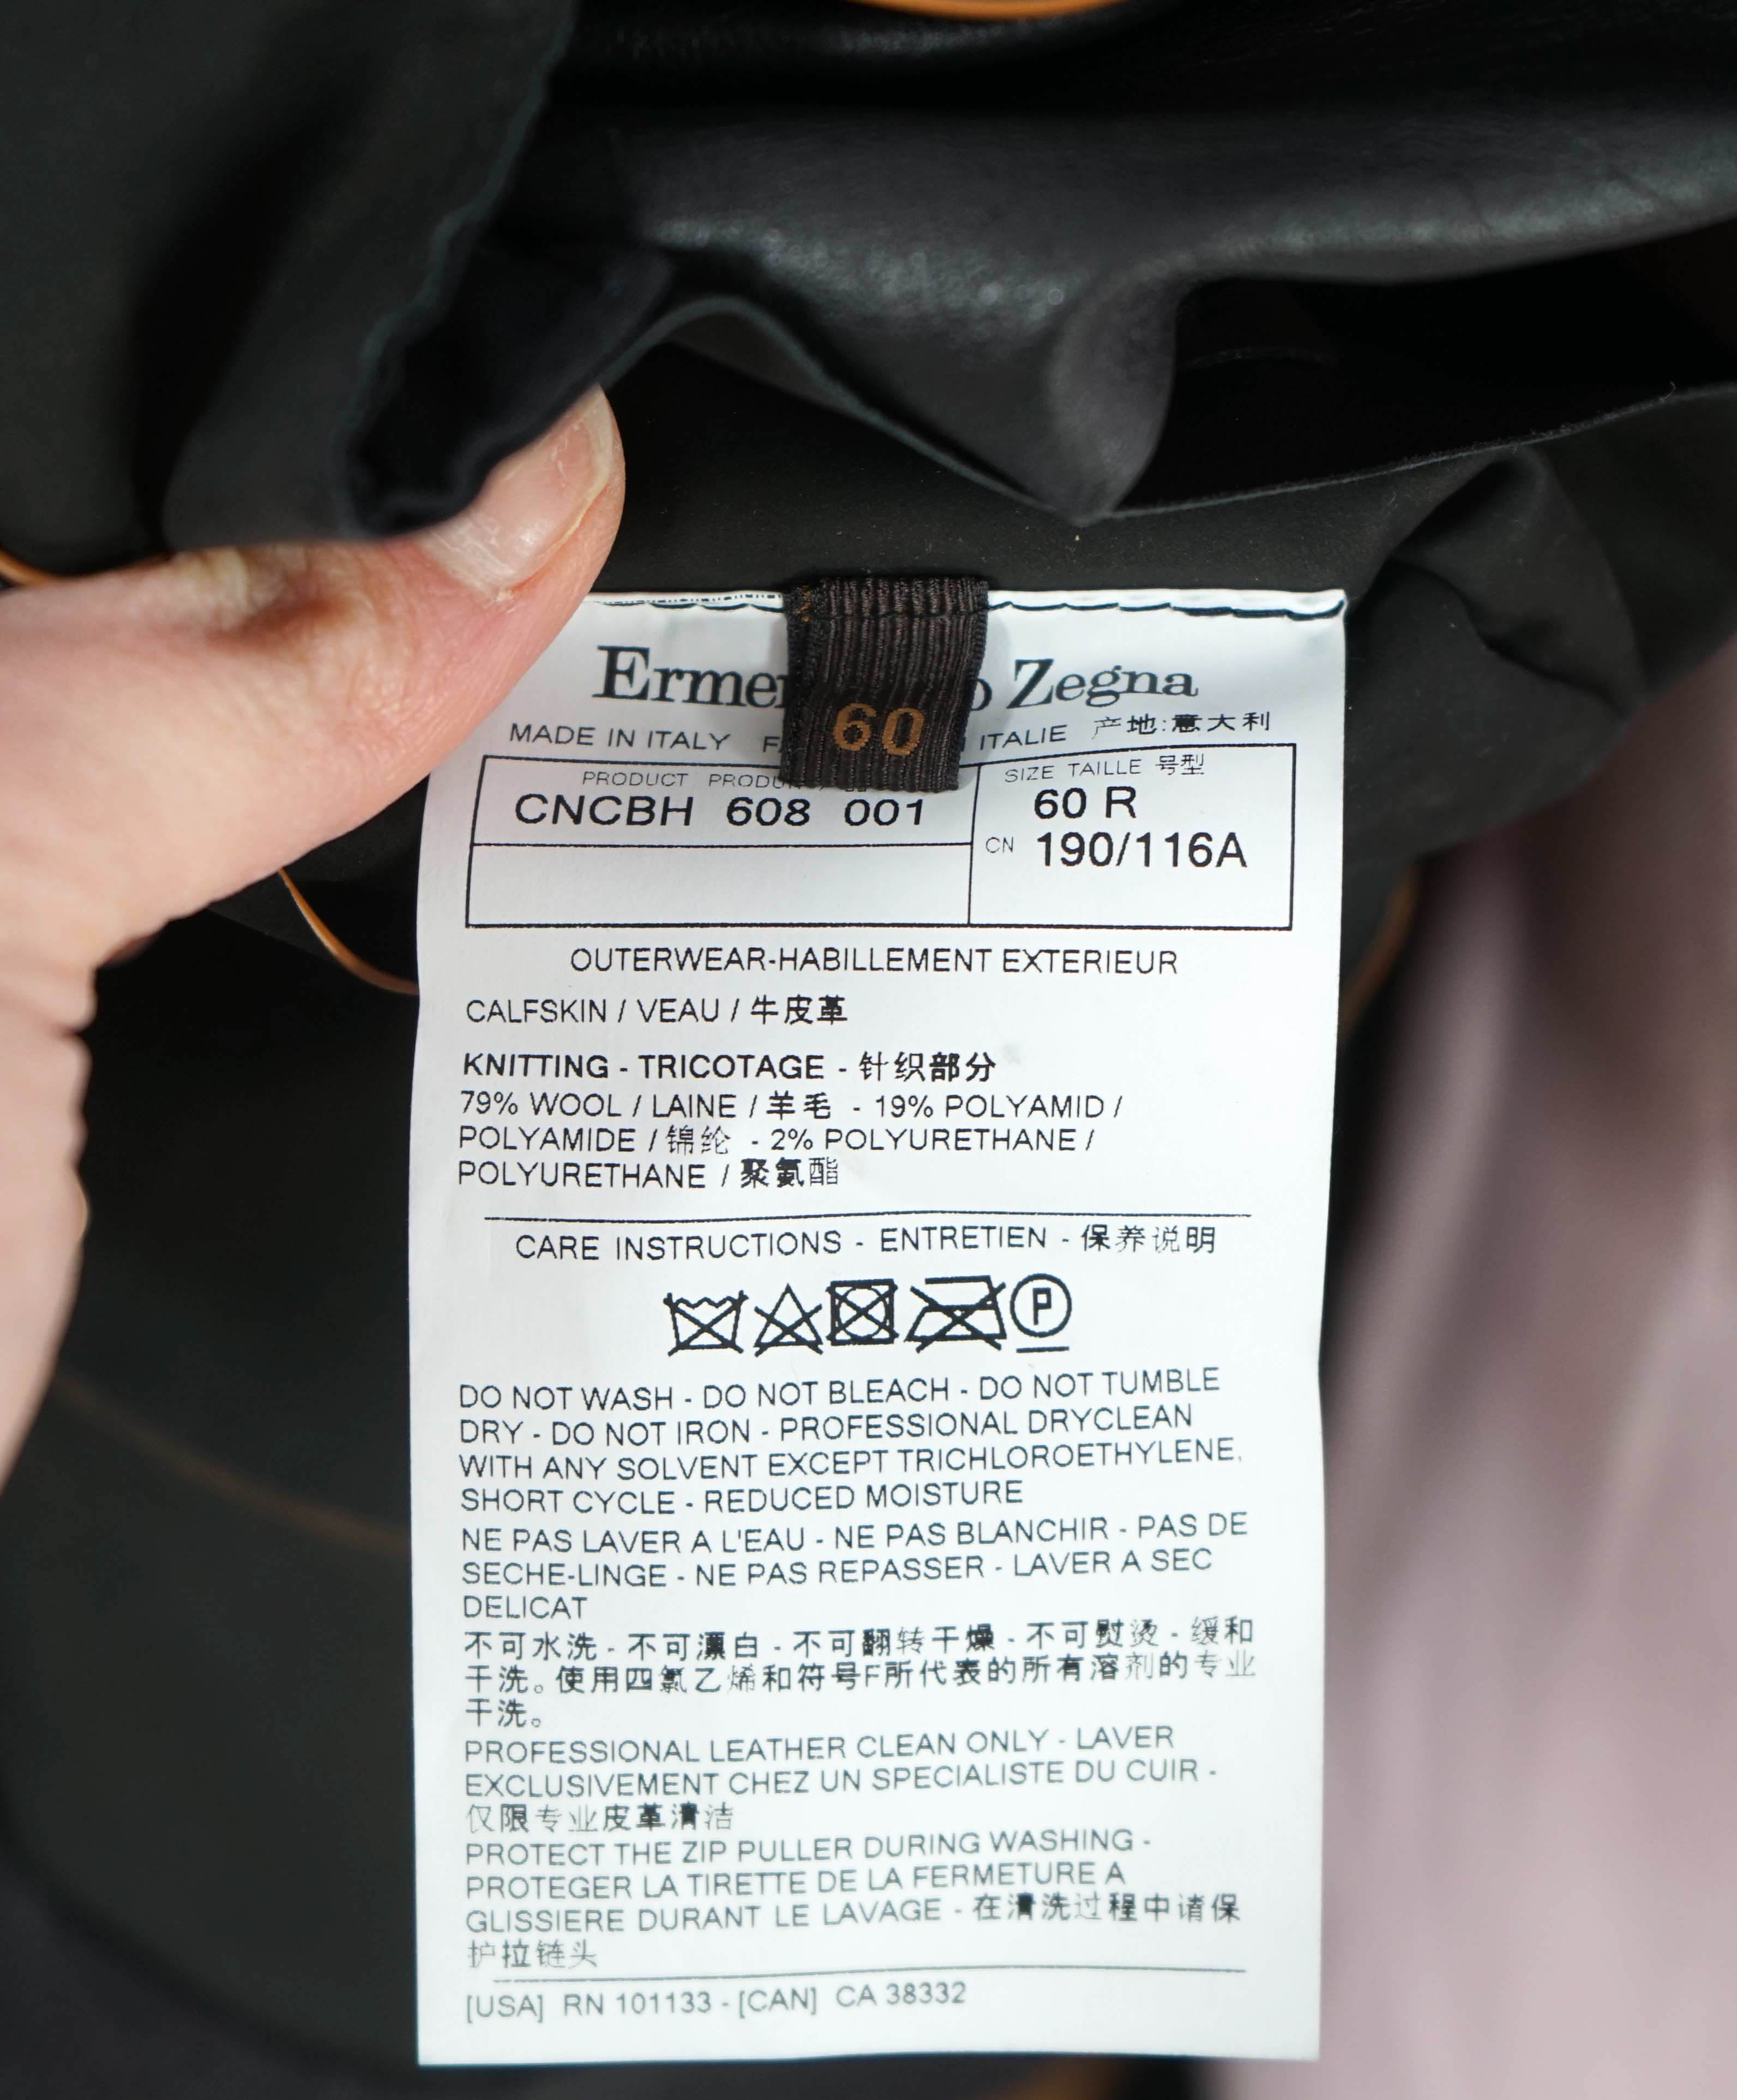 Zegna
60
MADE IN ITALY ITALIE 产地:意大利
PRODUCT
CNCBH 608 001
SIZE TAILLE 号型
60 R
CN 190/116A
OUTERWEAR-HABILLEMENT EXTERIEUR
CALFSKIN / VEAU / 牛皮革
KNITTING - TRICOTAGE - 针织部分
79% WOOL / LAINE / 羊毛 - 19% POLYAMID /
POLYAMIDE / 锦纶 - 2% POLYURETHANE /
POLYURETHANE / 聚氨酯
CARE INSTRUCTIONS - ENTRETIEN - 保养说明
P
DO NOT WASH - DO NOT BLEACH - DO NOT TUMBLE
DRY - DO NOT IRON - PROFESSIONAL DRYCLEAN
WITH ANY SOLVENT EXCEPT TRICHLOROETHYLENE,
SHORT CYCLE - REDUCED MOISTURE
NE PAS LAVER A L'EAU - NE PAS BLANCHIR - PAS DE
SECHE-LINGE - NE PAS REPASSER - LAVER A SEC
DELICAT
不可水洗 - 不可漂白 - 不可翻转干燥 - 不可熨烫 - 缓和
干洗。使用四氯乙烯和符号F所代表的所有溶剂的专业
干洗。
PROFESSIONAL LEATHER CLEAN ONLY - LAVER
EXCLUSIVEMENT CHEZ UN SPECIALISTE DU CUIR -
仅限专业皮革清洁
PROTECT THE ZIP PULLER DURING WASHING -
PROTEGER LA TIRETTE DE LA FERMETURE A
GLISSIERE DURANT LE LAVAGE - 在清洗过程中请保
护拉链头
[USA] RN 101133 - [CAN] CA 38332